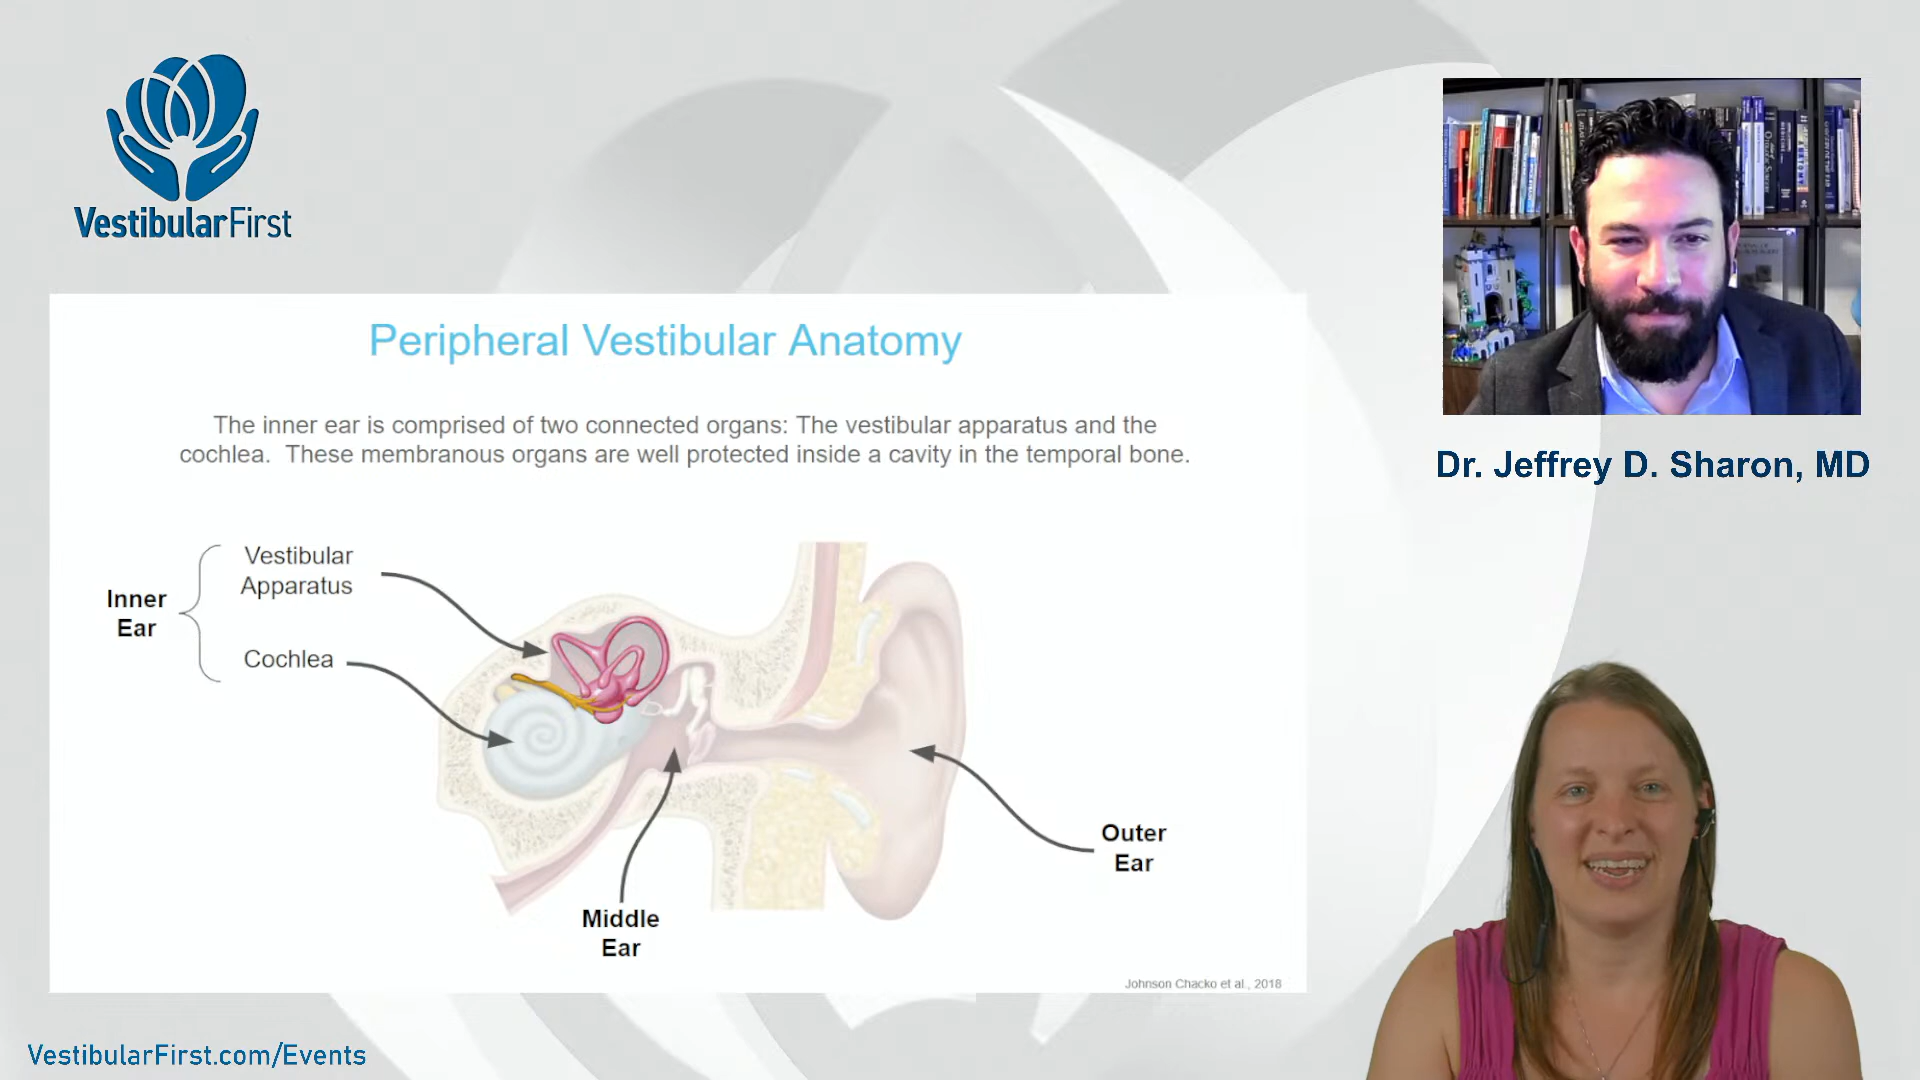 VestibularFirst
Peripheral Vestibular Anatomy
The inner ear is comprised of two connected organs: The vestibular apparatus and the
cochlea. These membranous organs are well protected inside a cavity in the temporal bone.
Vestibular
Apparatus
Inner
Ear
Cochlea
Middle
Ear
Outer
Ear
Johnson Chacko et al., 2018
Dr. Jeffrey D. Sharon, MD
VestibularFirst.com/Events